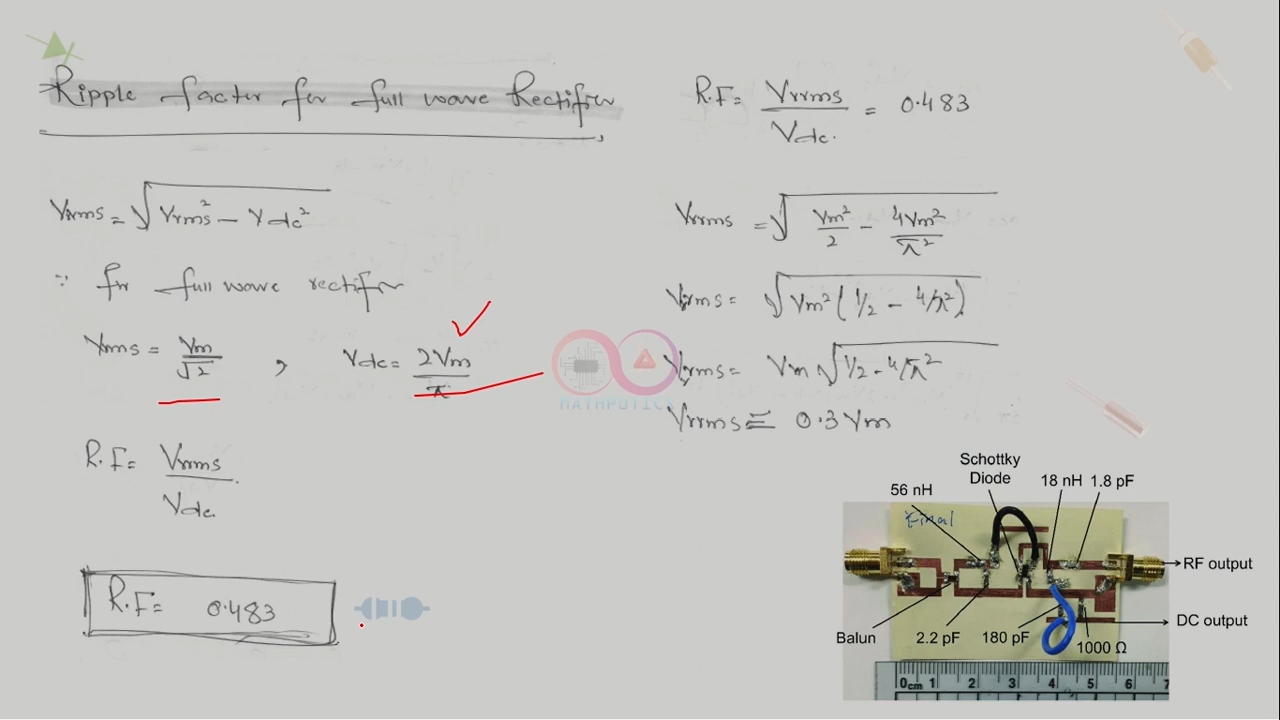 Ripple factor for full wave Rectifier
Vrrms = √Vrms² − Vdc²
∵ for full wave rectifier
Vrms = Vm/√2 , Vdc = 2Vm/π
R.F = Vrrms/Vdc.
R.F = 0.483
R.F = Vrrms/Vdc. = 0.483
Vrrms = √Vm²/2 − 4Vm²/π²
Vrrms = √Vm²(1/2 − 4/π²)
Vrrms = Vm √1/2 − 4/π²
Vrrms ≅ 0.3 Vm
MATHPOTICS
Schottky
Diode
56 nH
18 nH
1.8 pF
Final
RF output
DC output
Balun
2.2 pF
180 pF
1000 Ω
0cm 1 2 3 4 5 6 7